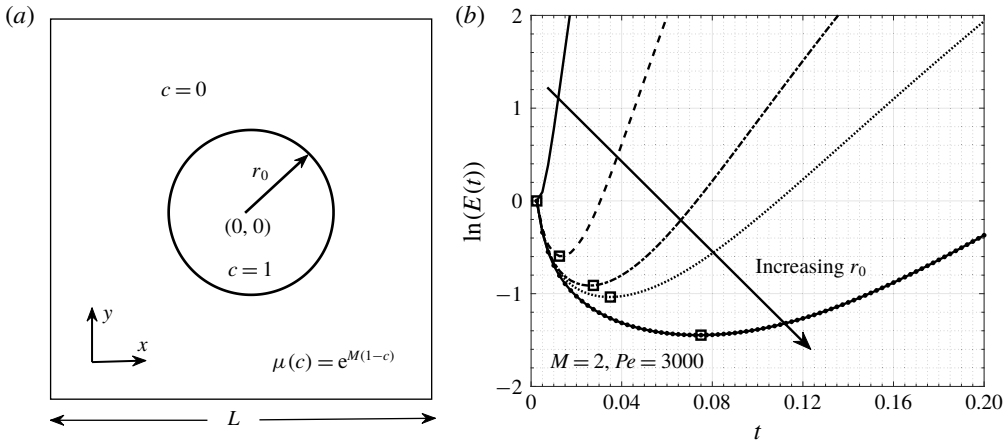 (a)
c = 0
r0
(0, 0)
c = 1
y
x
μ(c) = e^{M(1−c)}
L
(b)
2
1
0
−1
−2
ln(E(t))
Increasing r0
M = 2, Pe = 3000
0
0.04
0.08
0.12
0.16
0.20
t